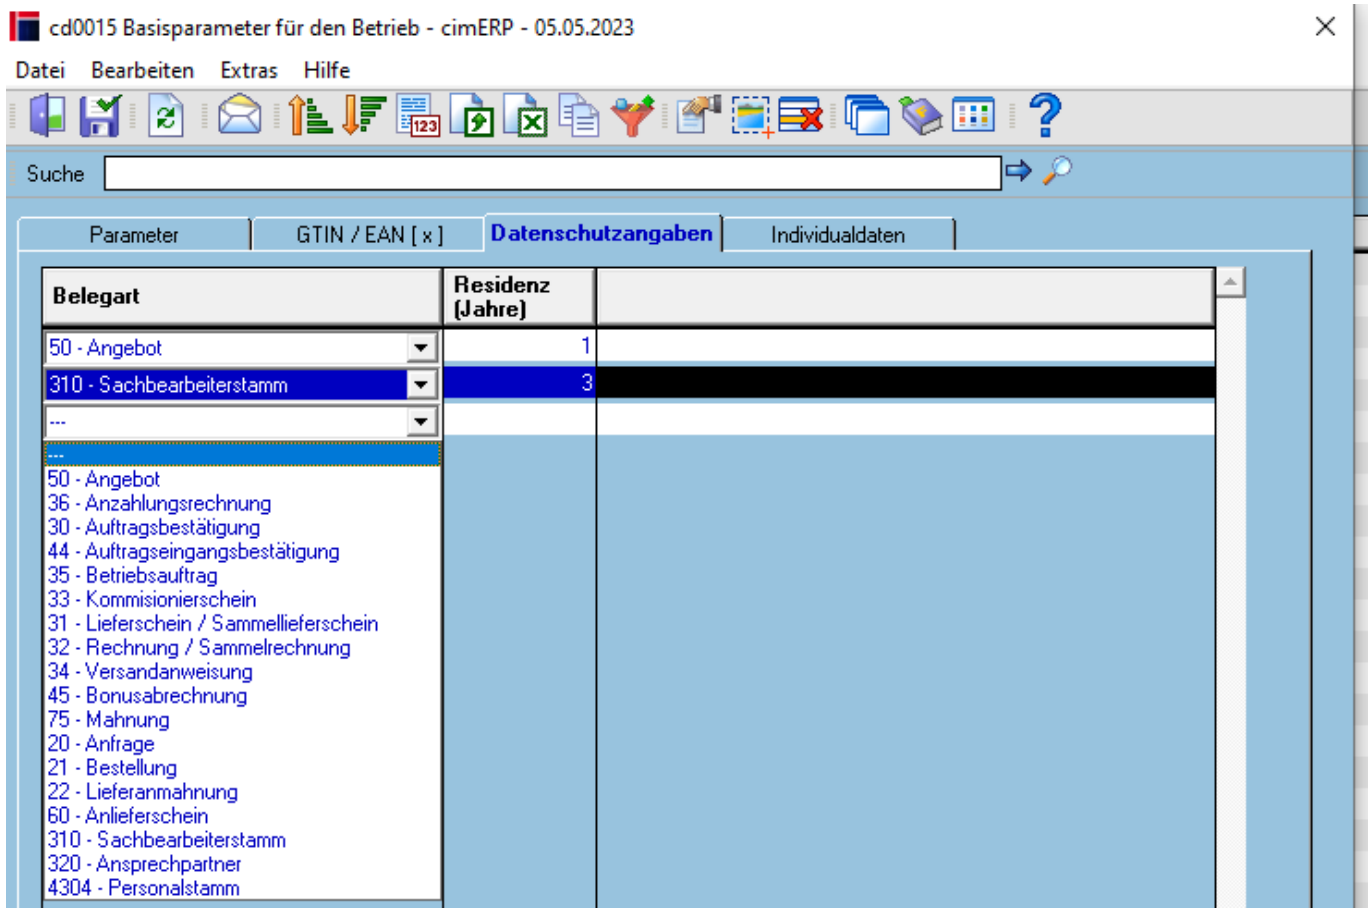 cd0015 Basisparameter für den Betrieb - cimERP - 05.05.2023
Datei Bearbeiten Extras Hilfe
123
Suche
Parameter GTIN / EAN [ x ] Datenschutzangaben Individualdaten
Belegart Residenz (Jahre)
50 - Angebot 1
310 - Sachbearbeiterstamm 3
---
---
50 - Angebot
36 - Anzahlungsrechnung
30 - Auftragsbestätigung
44 - Auftragseingangsbestätigung
35 - Betriebsauftrag
33 - Kommisionierschein
31 - Lieferschein / Sammellieferschein
32 - Rechnung / Sammelrechnung
34 - Versandanweisung
45 - Bonusabrechnung
75 - Mahnung
20 - Anfrage
21 - Bestellung
22 - Lieferanmahnung
60 - Anlieferschein
310 - Sachbearbeiterstamm
320 - Ansprechpartner
4304 - Personalstamm